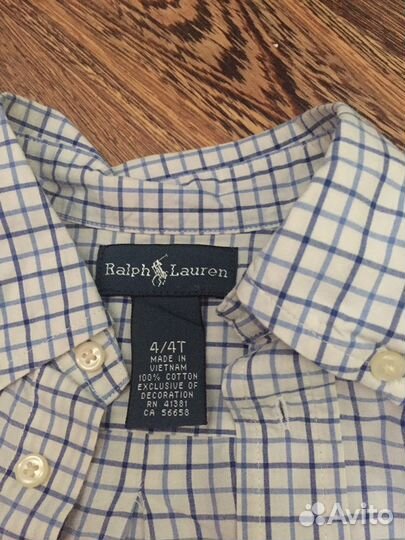 Ralph Lauren
4/4T
MADE IN
VIETNAM
100% COTTON
EXCLUSIVE OF
DECORATION
RN 41381
CA 56658
Avito